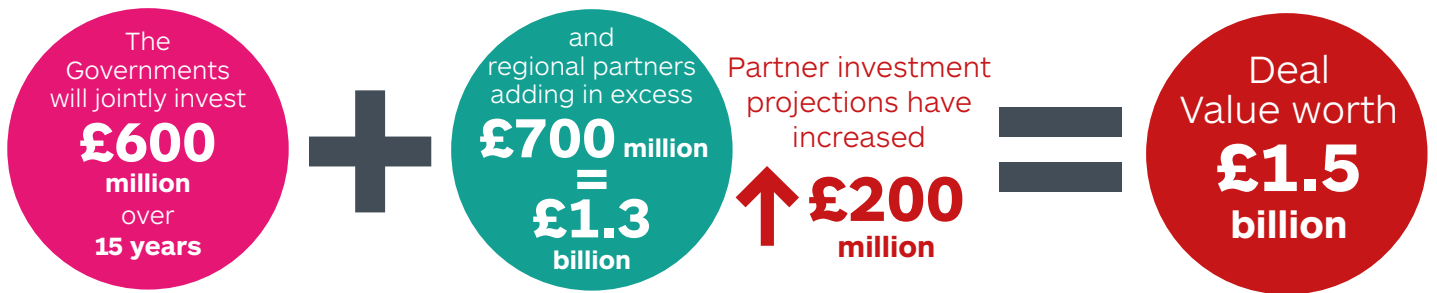 The
Governments
will jointly invest
£600
million
over
15 years
+
and
regional partners
adding in excess
£700 million
=
£1.3
billion
Partner investment
projections have
increased
↑ £200
million
=
Deal
Value worth
£1.5
billion